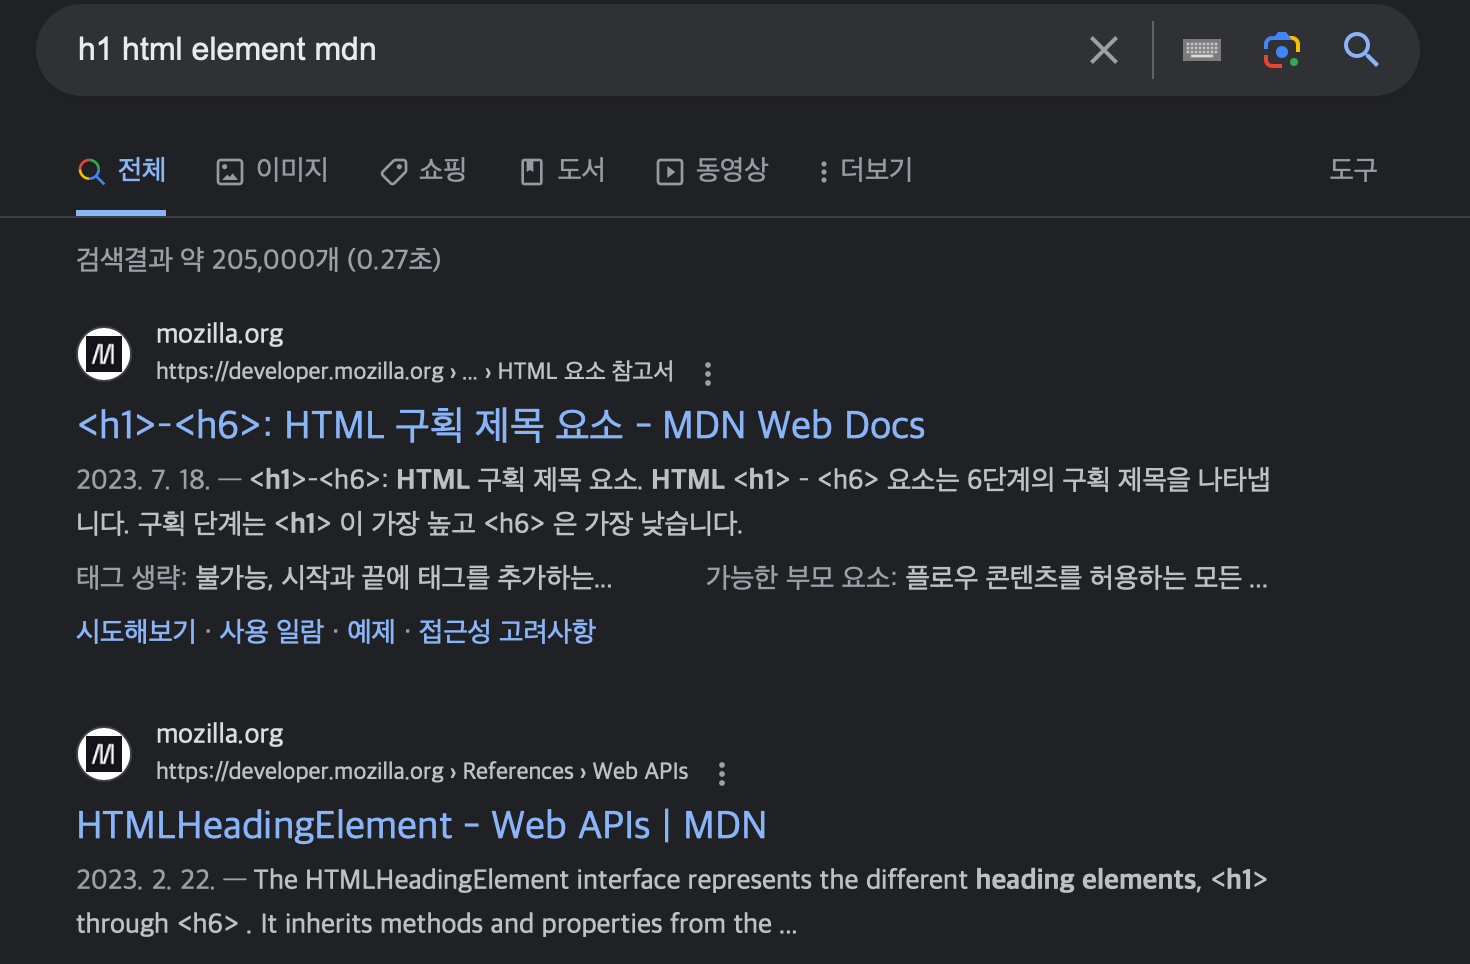 h1 html element mdn
전체 이미지 쇼핑 도서 동영상 더보기 도구
검색결과 약 205,000개 (0.27초)
mozilla.org
https://developer.mozilla.org › ... › HTML 요소 참고서
<h1>-<h6>: HTML 구획 제목 요소 - MDN Web Docs
2023. 7. 18. — <h1>-<h6>: HTML 구획 제목 요소. HTML <h1> - <h6> 요소는 6단계의 구획 제목을 나타냅
니다. 구획 단계는 <h1> 이 가장 높고 <h6> 은 가장 낮습니다.
태그 생략: 불가능, 시작과 끝에 태그를 추가하는... 가능한 부모 요소: 플로우 콘텐츠를 허용하는 모든 ...
시도해보기 · 사용 일람 · 예제 · 접근성 고려사항
mozilla.org
https://developer.mozilla.org › References › Web APIs
HTMLHeadingElement - Web APIs | MDN
2023. 2. 22. — The HTMLHeadingElement interface represents the different heading elements, <h1>
through <h6> . It inherits methods and properties from the ...